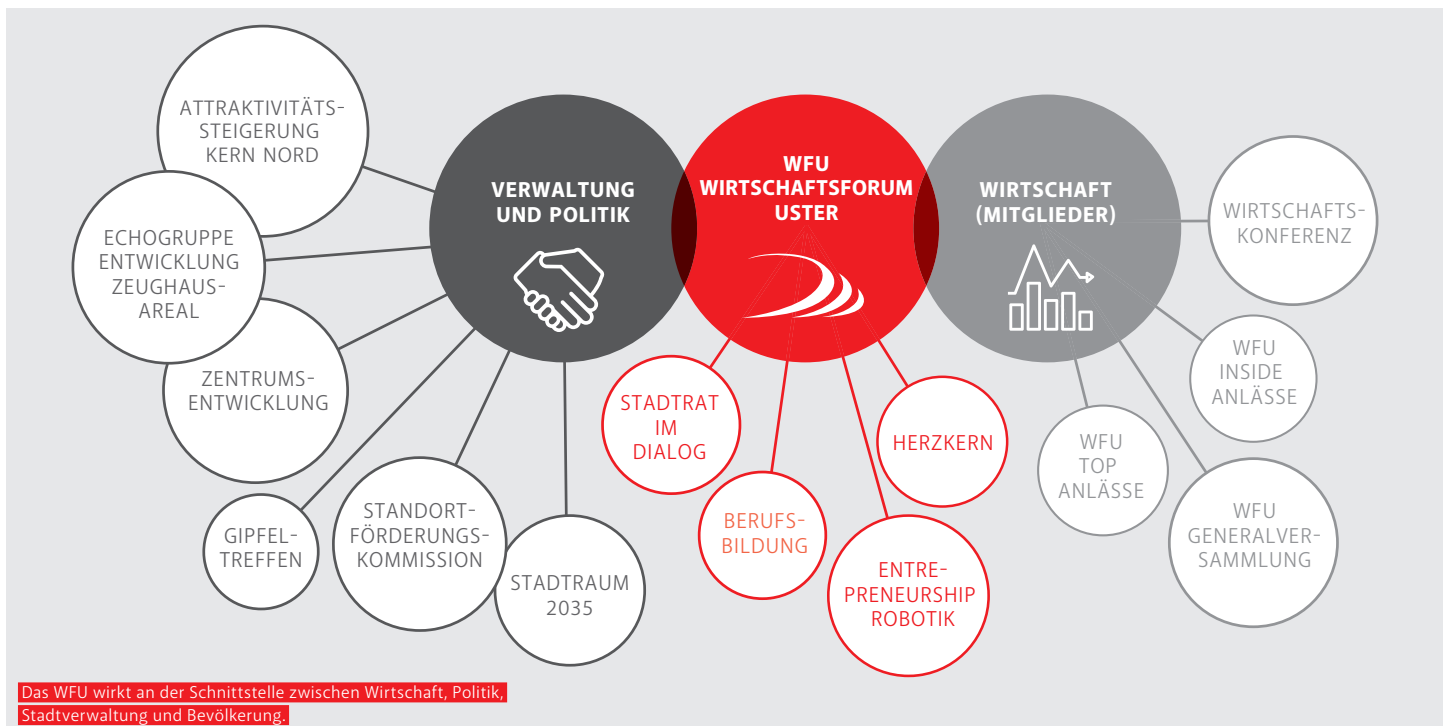 ATTRAKTIVITÄTS-
STEIGERUNG
KERN NORD
ECHOGRUPPE
ENTWICKLUNG
ZEUGHAUS-
AREAL
ZENTRUMS-
ENTWICKLUNG
GIPFEL-
TREFFEN
STANDORT-
FÖRDERUNGS-
KOMMISSION
STADTRAUM
2035
VERWALTUNG
UND POLITIK
WFU
WIRTSCHAFTSFORUM
USTER
STADTRAT
IM
DIALOG
BERUFS-
BILDUNG
ENTRE-
PRENEURSHIP
ROBOTIK
HERZKERN
WIRTSCHAFT
(MITGLIEDER)
WIRTSCHAFTS-
KONFERENZ
WFU
INSIDE
ANLÄSSE
WFU
TOP
ANLÄSSE
WFU
GENERALVER-
SAMMLUNG
Das WFU wirkt an der Schnittstelle zwischen Wirtschaft, Politik,
Stadtverwaltung und Bevölkerung.